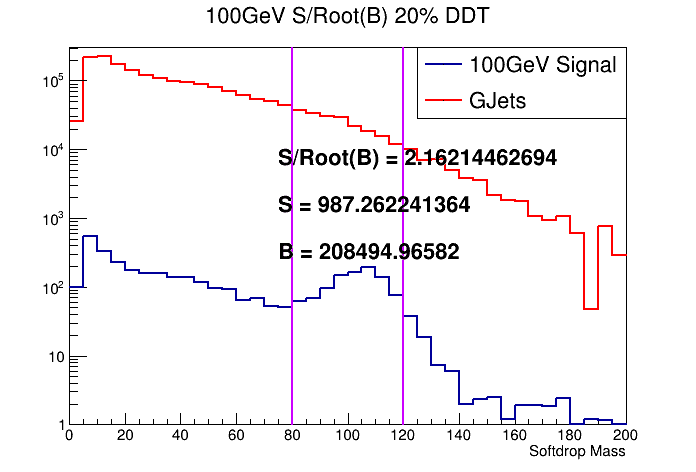 100GeV S/Root(B) 20% DDT
100GeV Signal
GJets
10^5
10^4
10^3
10^2
10
1
S/Root(B) = 2.16214462694
S = 987.262241364
B = 208494.96582
0 20 40 60 80 100 120 140 160 180 200
Softdrop Mass